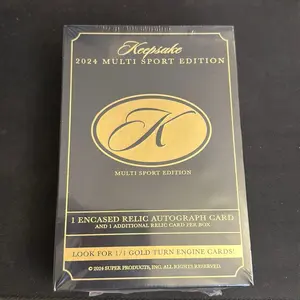 Keepsake
2024 MULTI SPORT EDITION
K
MULTI SPORT EDITION
1 ENCASED RELIC AUTOGRAPH CARD
AND 1 ADDITIONAL RELIC CARD PER BOX
LOOK FOR 1/1 GOLD TURN ENGINE CARDS!
© 2024 SUPER PRODUCTS, INC. ALL RIGHTS RESERVED.